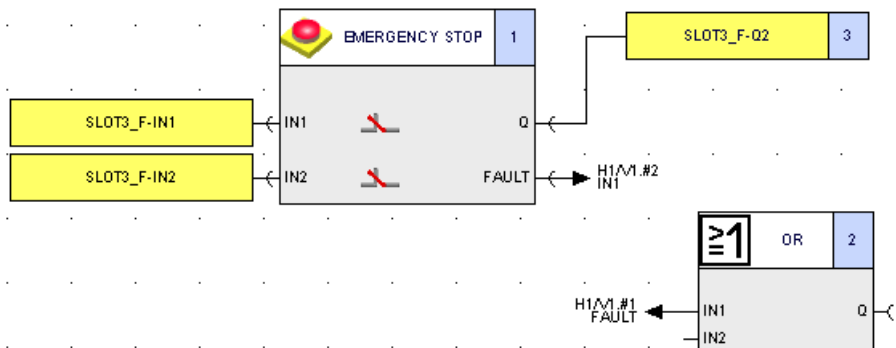 EMERGENCY STOP 1
SLOT3_F-Q2 3
SLOT3_F-IN1
IN1
Q
SLOT3_F-IN2
IN2
FAULT
H1/V1.#2
IN1
≧1 OR 2
H1/V1.#1
FAULT
IN1
Q
IN2